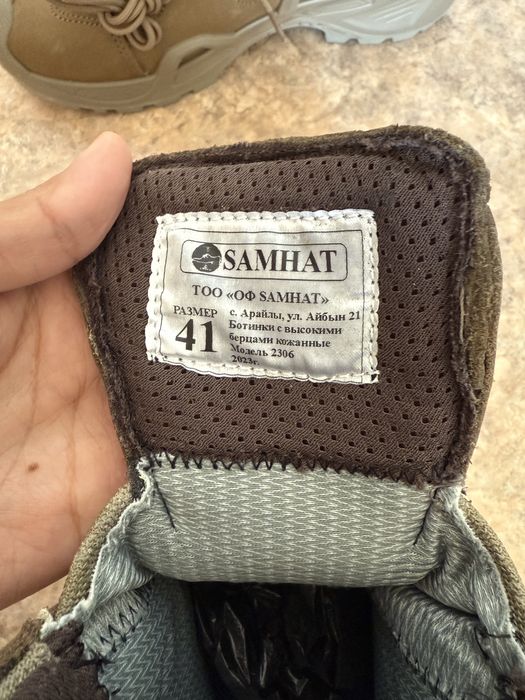 SAMHAT
ТОО «ОФ SAMHAT»
РАЗМЕР
41
с. Арайлы, ул. Айбын 21
Ботинки с высокими
берцами кожанные
Модель 2306
2023г.